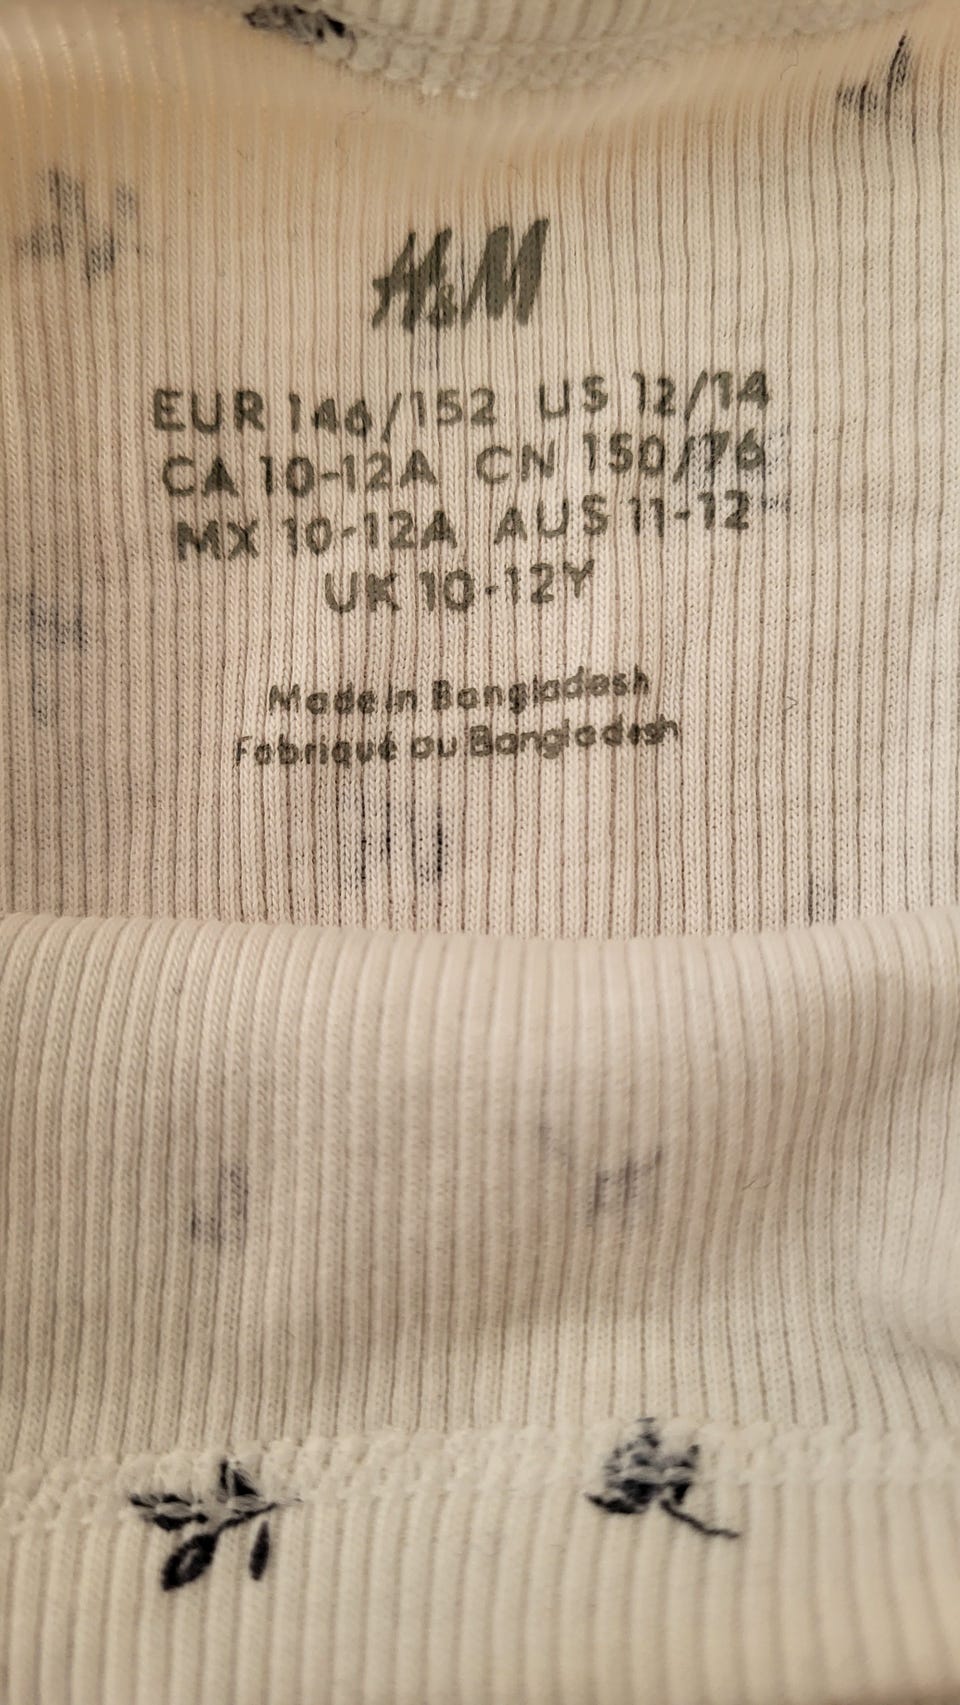 H&M
EUR 146/152 US 12/14
CA 10-12A CN 150/76
MX 10-12A AUS 11-12
UK 10-12Y
Made in Bangladesh
Fabriqué au Bangladesh